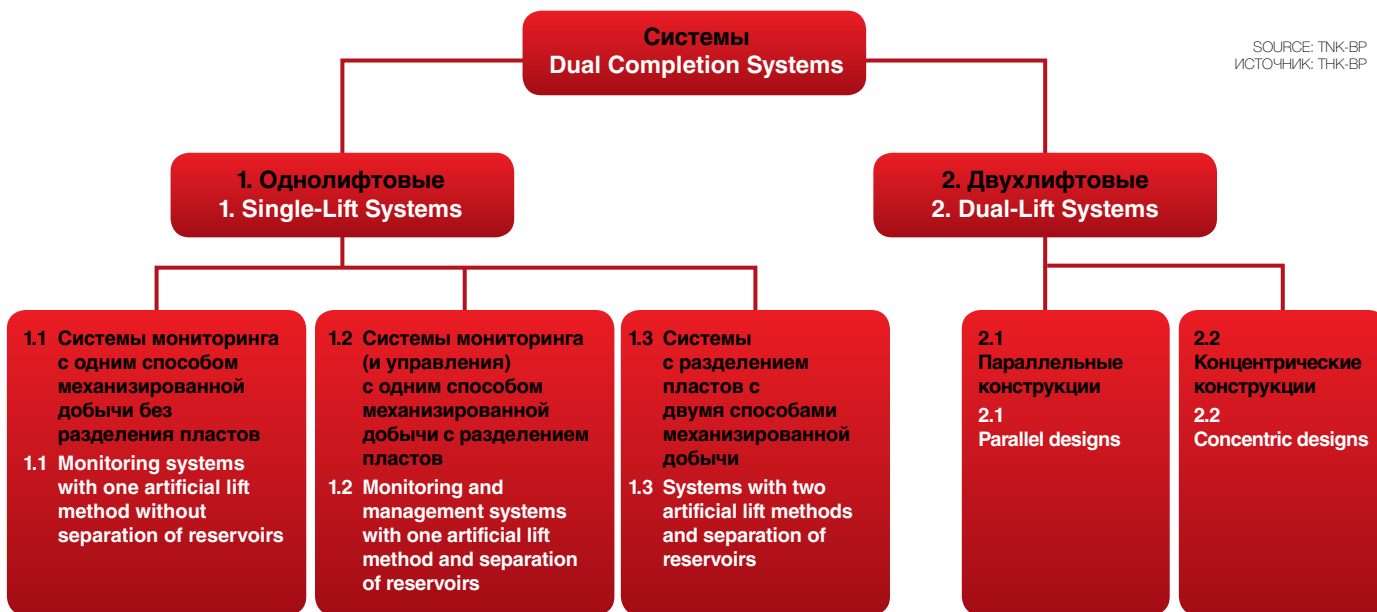 Системы
Dual Completion Systems
SOURCE: TNK-BP
ИСТОЧНИК: ТНК-ВР
1. Однолифтовые
1. Single-Lift Systems
2. Двухлифтовые
2. Dual-Lift Systems
1.1 Системы мониторинга
с одним способом
механизированной
добычи без
разделения пластов
1.1 Monitoring systems
with one artificial lift
method without
separation of reservoirs
1.2 Системы мониторинга
(и управления)
с одним способом
механизированной
добычи с разделением
пластов
1.2 Monitoring and
management systems
with one artificial lift
method and separation
of reservoirs
1.3 Системы
с разделением
пластов с
двумя способами
механизированной
добычи
1.3 Systems with two
artificial lift methods
and separation of
reservoirs
2.1
Параллельные
конструкции
2.1
Parallel designs
2.2
Концентрические
конструкции
2.2
Concentric designs